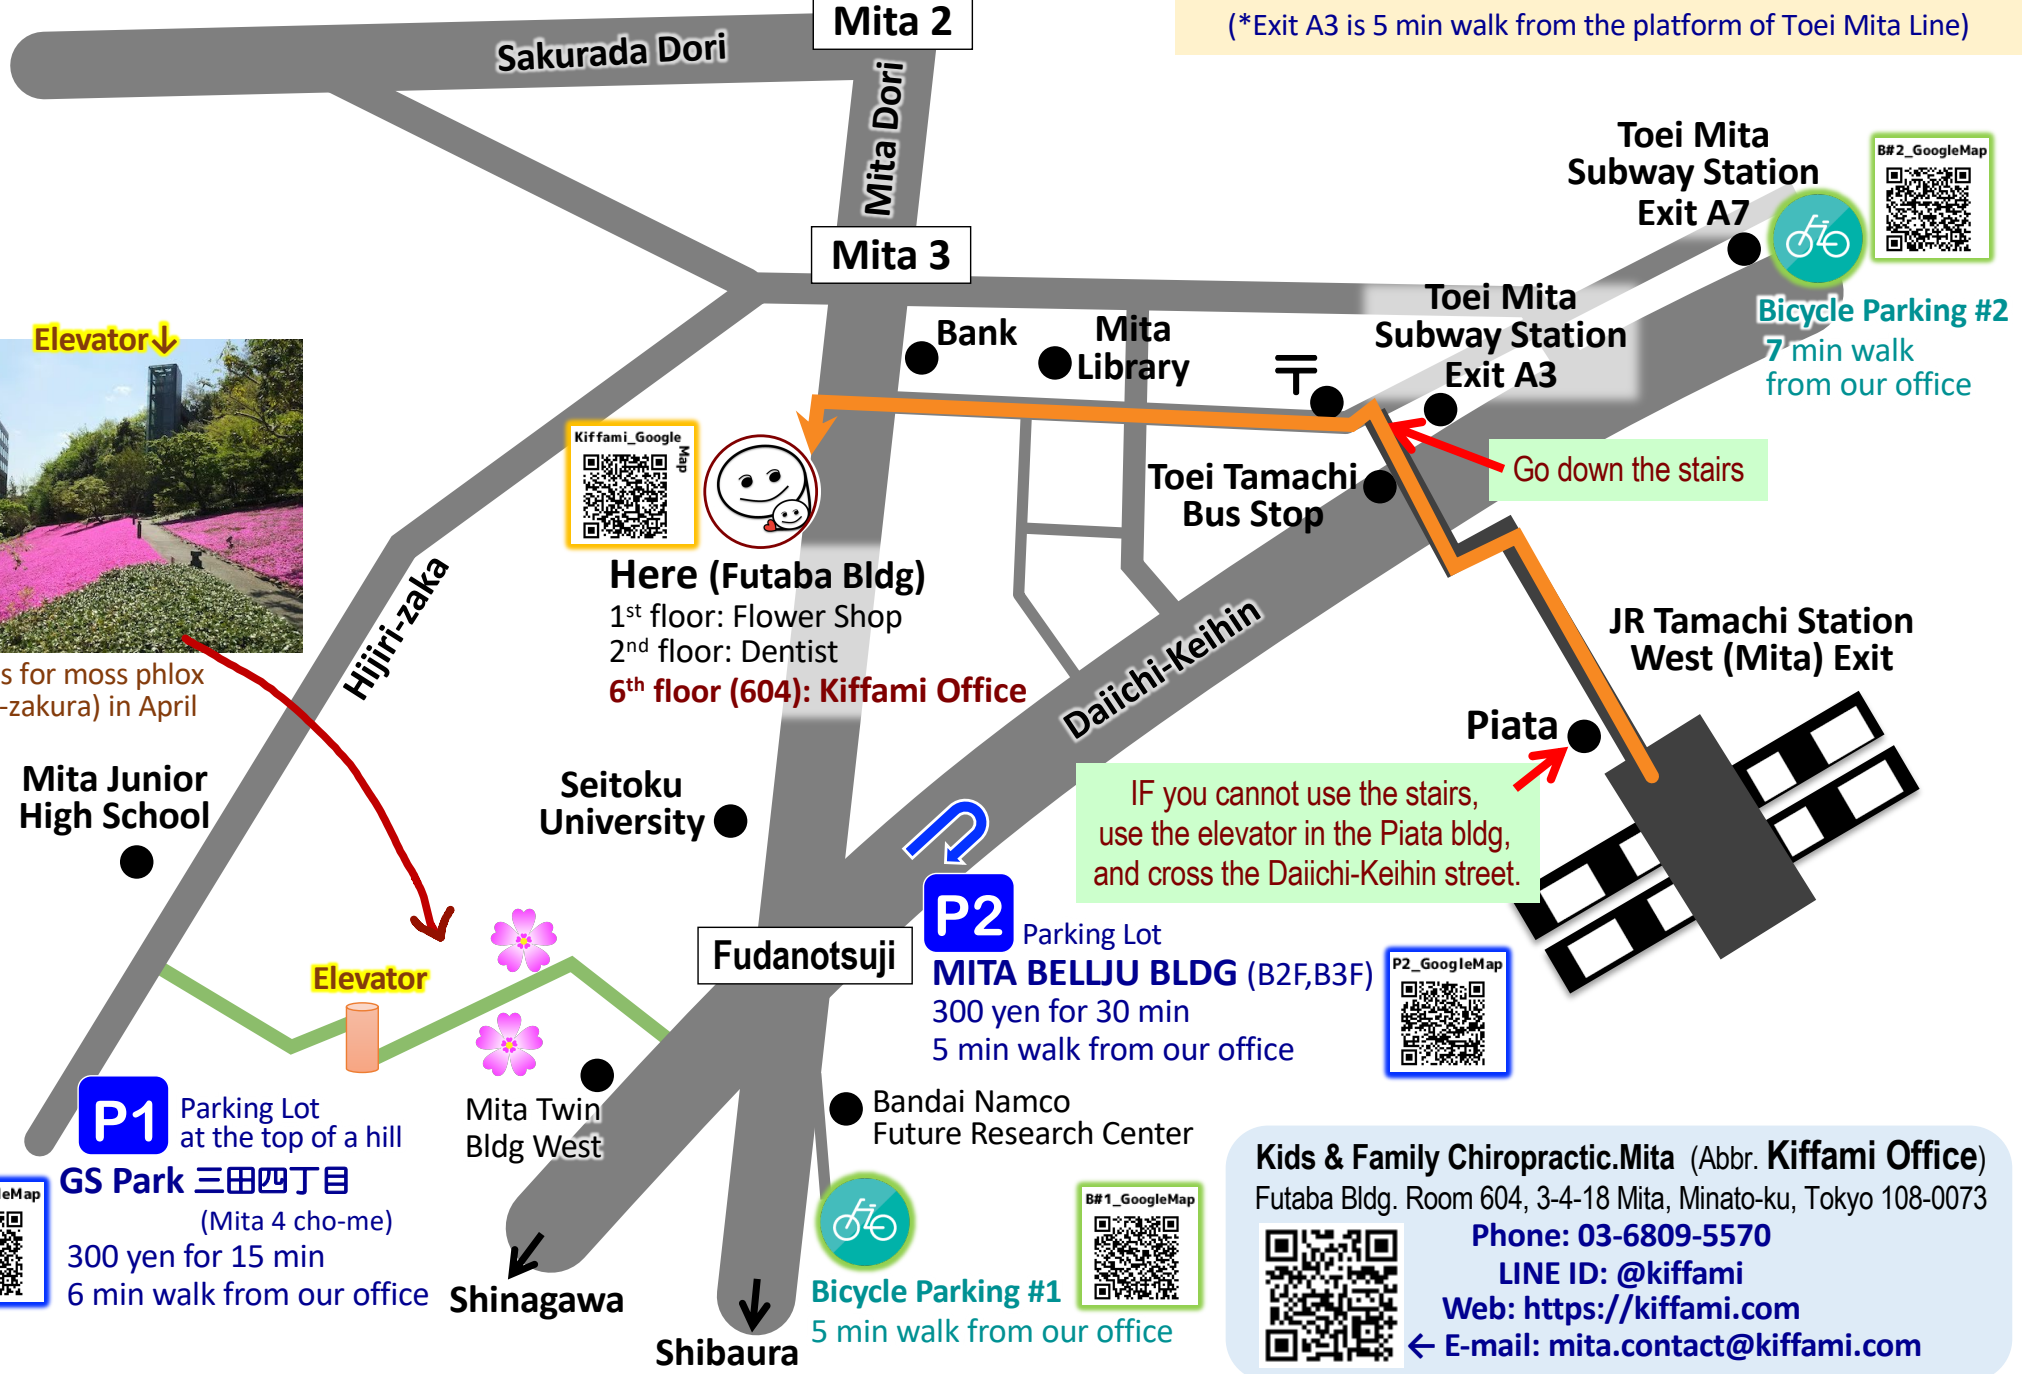 (*Exit A3 is 5 min walk from the platform of Toei Mita Line)
Mita 2
Sakurada Dori
Mita Dori
Toei Mita
Subway Station
Exit A7
B#2_GoogleMap
Bicycle Parking #2
7 min walk
from our office
Mita 3
Toei Mita
Subway Station
Exit A3
Bank
Mita
Library
〒
Elevator↓
Kiffami_Google
Map
Go down the stairs
Toei Tamachi
Bus Stop
Here (Futaba Bldg)
1st floor: Flower Shop
2nd floor: Dentist
6th floor (604): Kiffami Office
Hijiri-zaka
Daiichi-Keihin
JR Tamachi Station
West (Mita) Exit
for moss phlox
-zakura) in April
Piata
Mita Junior
High School
Seitoku
University
IF you cannot use the stairs,
use the elevator in the Piata bldg,
and cross the Daiichi-Keihin street.
P2
Parking Lot
MITA BELLJU BLDG (B2F,B3F)
300 yen for 30 min
5 min walk from our office
P2_GoogleMap
Fudanotsuji
Elevator
P1
Parking Lot
at the top of a hill
GS Park 三田四丁目
(Mita 4 cho-me)
300 yen for 15 min
6 min walk from our office
Mita Twin
Bldg West
Bandai Namco
Future Research Center
Shinagawa
Shibaura
Bicycle Parking #1
5 min walk from our office
B#1_GoogleMap
Kids & Family Chiropractic.Mita (Abbr. Kiffami Office)
Futaba Bldg. Room 604, 3-4-18 Mita, Minato-ku, Tokyo 108-0073
Phone: 03-6809-5570
LINE ID: @kiffami
Web: https://kiffami.com
← E-mail: mita.contact@kiffami.com